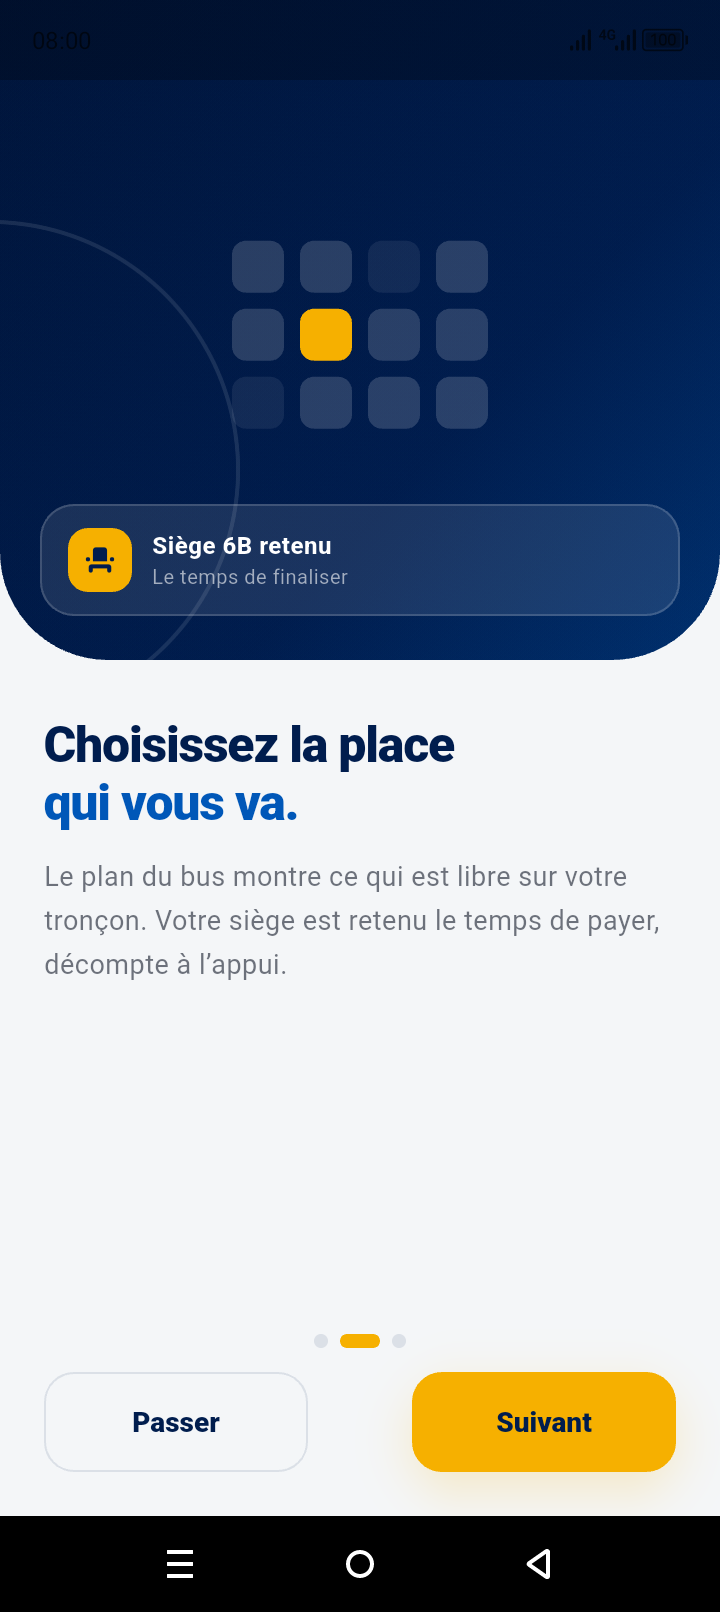 08:00
4G 100
Siège 6B retenu
Le temps de finaliser
Choisissez la place
qui vous va.
Le plan du bus montre ce qui est libre sur votre
tronçon. Votre siège est retenu le temps de payer,
décompte à l’appui.
Passer
Suivant